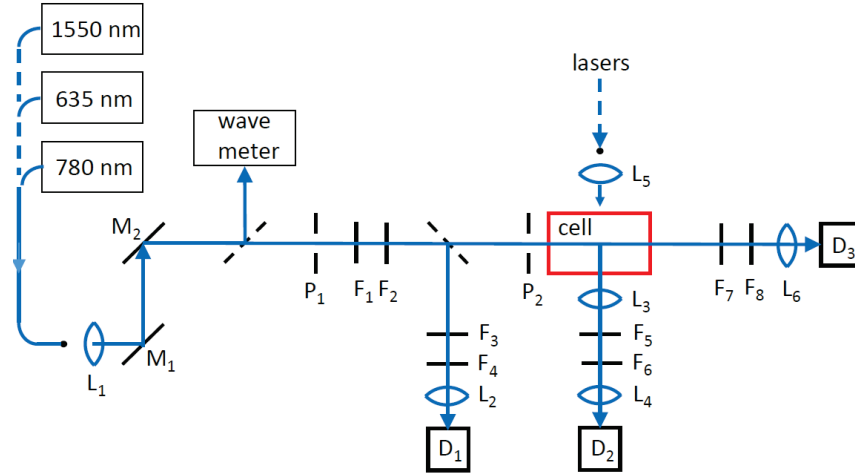 1550 nm
635 nm
780 nm
wave
meter
lasers
L₅
M₂
cell
D₃
P₁
F₁ F₂
P₂
L₃
F₇ F₈
L₆
L₁
M₁
F₃
F₄
L₂
F₅
F₆
L₄
D₁
D₂